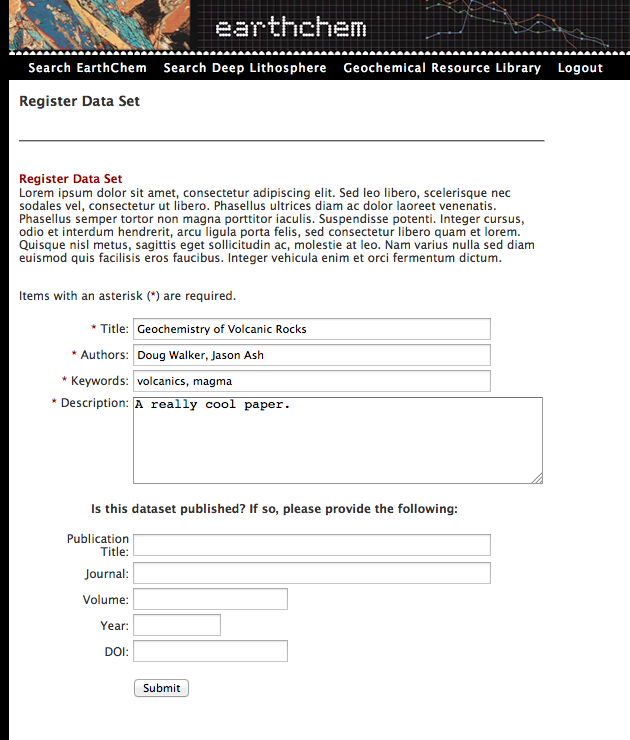 earthchem
Search EarthChem Search Deep Lithosphere Geochemical Resource Library Logout
Register Data Set
Register Data Set
Lorem ipsum dolor sit amet, consectetur adipiscing elit. Sed leo libero, scelerisque nec
sodales vel, consectetur ut libero. Phasellus ultrices diam ac dolor laoreet venenatis.
Phasellus semper tortor non magna porttitor iaculis. Suspendisse potenti. Integer cursus,
odio et interdum hendrerit, arcu ligula porta felis, sed consectetur libero quam et lorem.
Quisque nisl metus, sagittis eget sollicitudin ac, molestie at leo. Nam varius nulla sed diam
euismod quis facilisis eros faucibus. Integer vehicula enim et orci fermentum dictum.
Items with an asterisk (*) are required.
* Title: Geochemistry of Volcanic Rocks
* Authors: Doug Walker, Jason Ash
* Keywords: volcanics, magma
* Description: A really cool paper.
Is this dataset published? If so, please provide the following:
Publication
Title:
Journal:
Volume:
Year:
DOI:
Submit